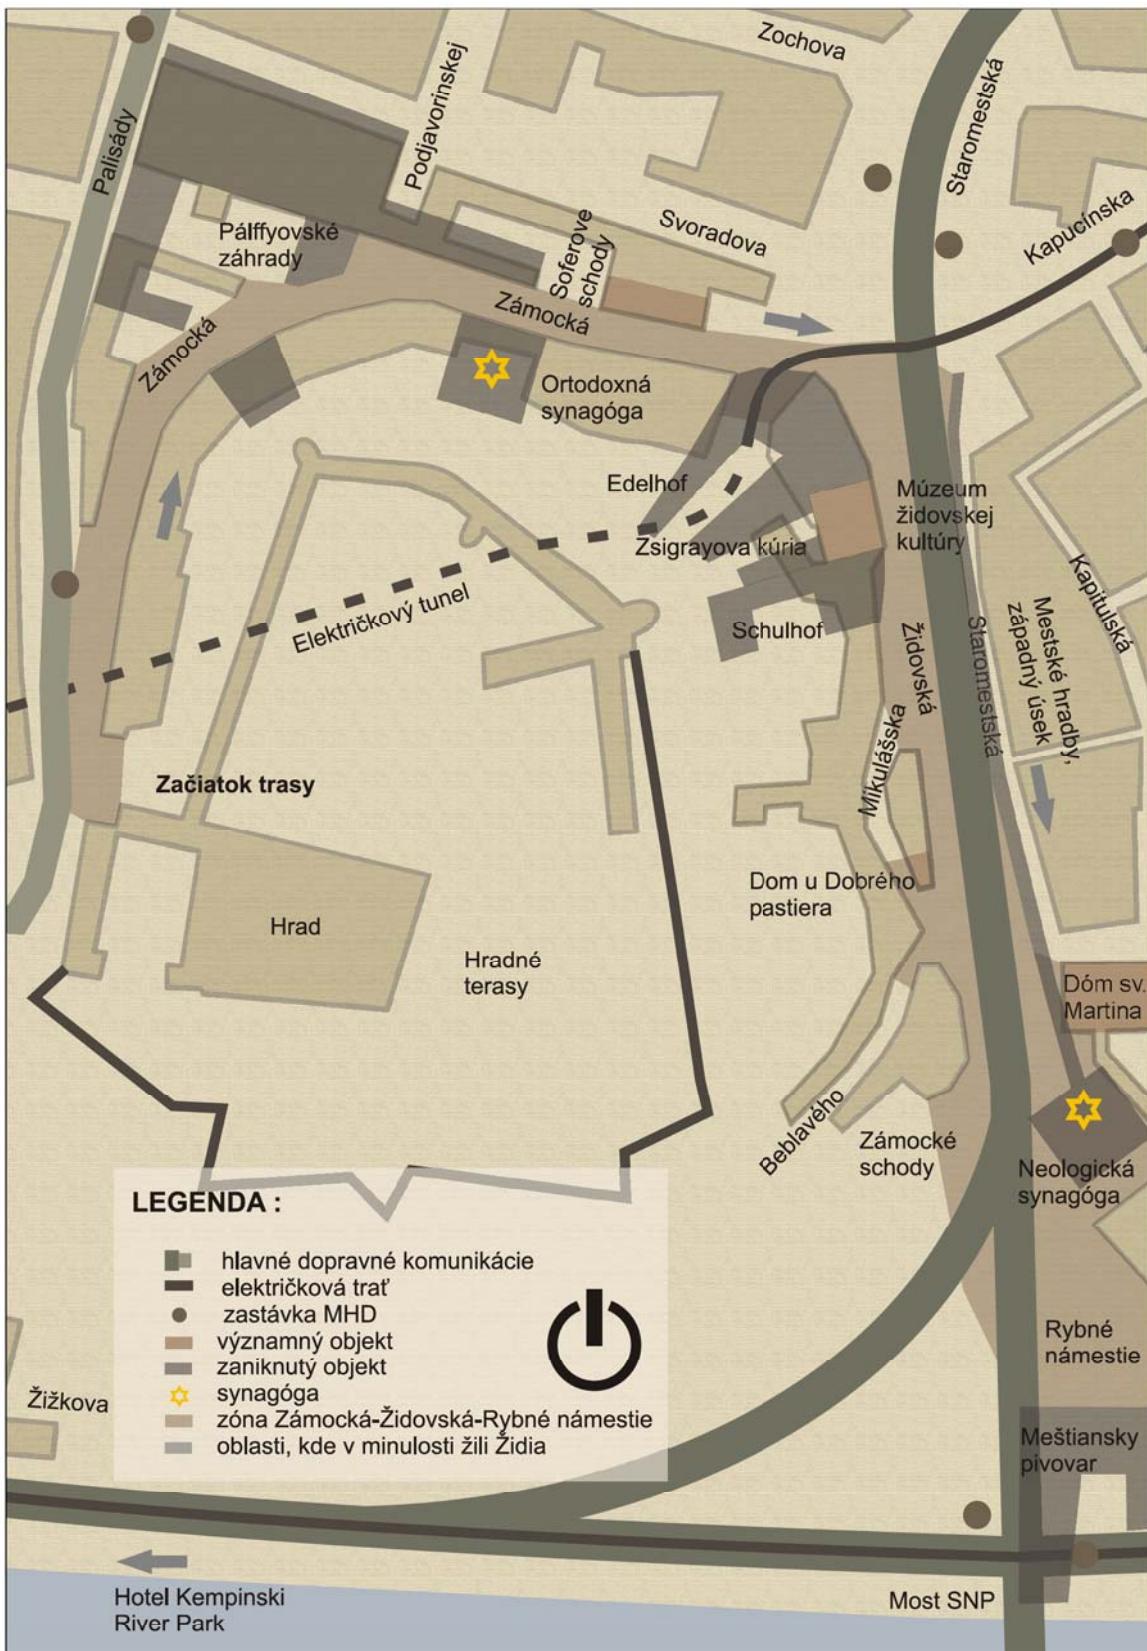 Zochova
Staromestská
Podjavorinskej
Palisády
Kapucínska
Pálffyovské
záhrady
Soferove
schody
Svoradova
Zámocká
Zámocká
Ortodoxná
synagóga
Edelhof
Múzeum
židovskej
kultúry
Zsigrayova kúria
Kapitulská
Električkový tunel
Schulhof
Židovská
Staromestská
Mestské hradby,
západný úsek
Mikulášska
Začiatok trasy
Dom u Dobrého
pastiera
Hrad
Hradné
terasy
Dóm sv.
Martina
Beblavého
Zámocké
schody
Neologická
synagóga
LEGENDA :
hlavné dopravné komunikácie
električková trať
zastávka MHD
významný objekt
zaniknutý objekt
synagóga
zóna Zámocká-Židovská-Rybné námestie
oblasti, kde v minulosti žili Židia
Rybné
námestie
Žižkova
Meštiansky
pivovar
Hotel Kempinski
River Park
Most SNP